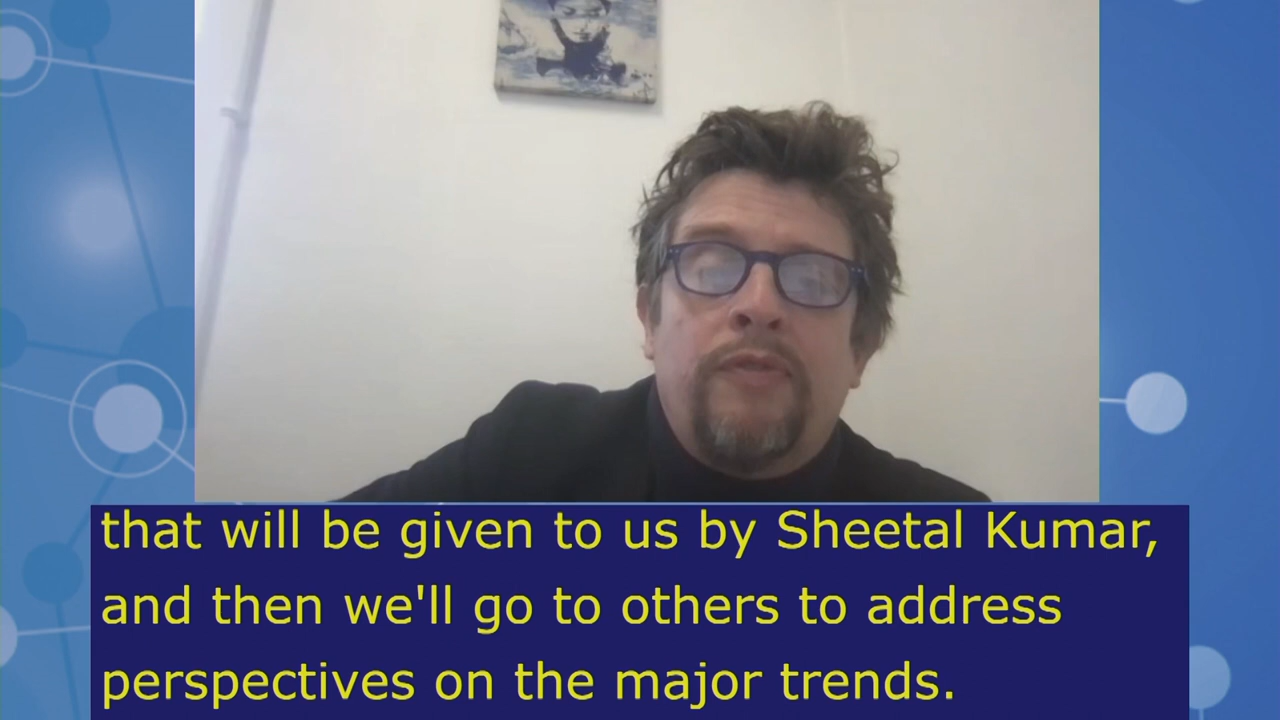 that will be given to us by Sheetal Kumar,
and then we'll go to others to address
perspectives on the major trends.